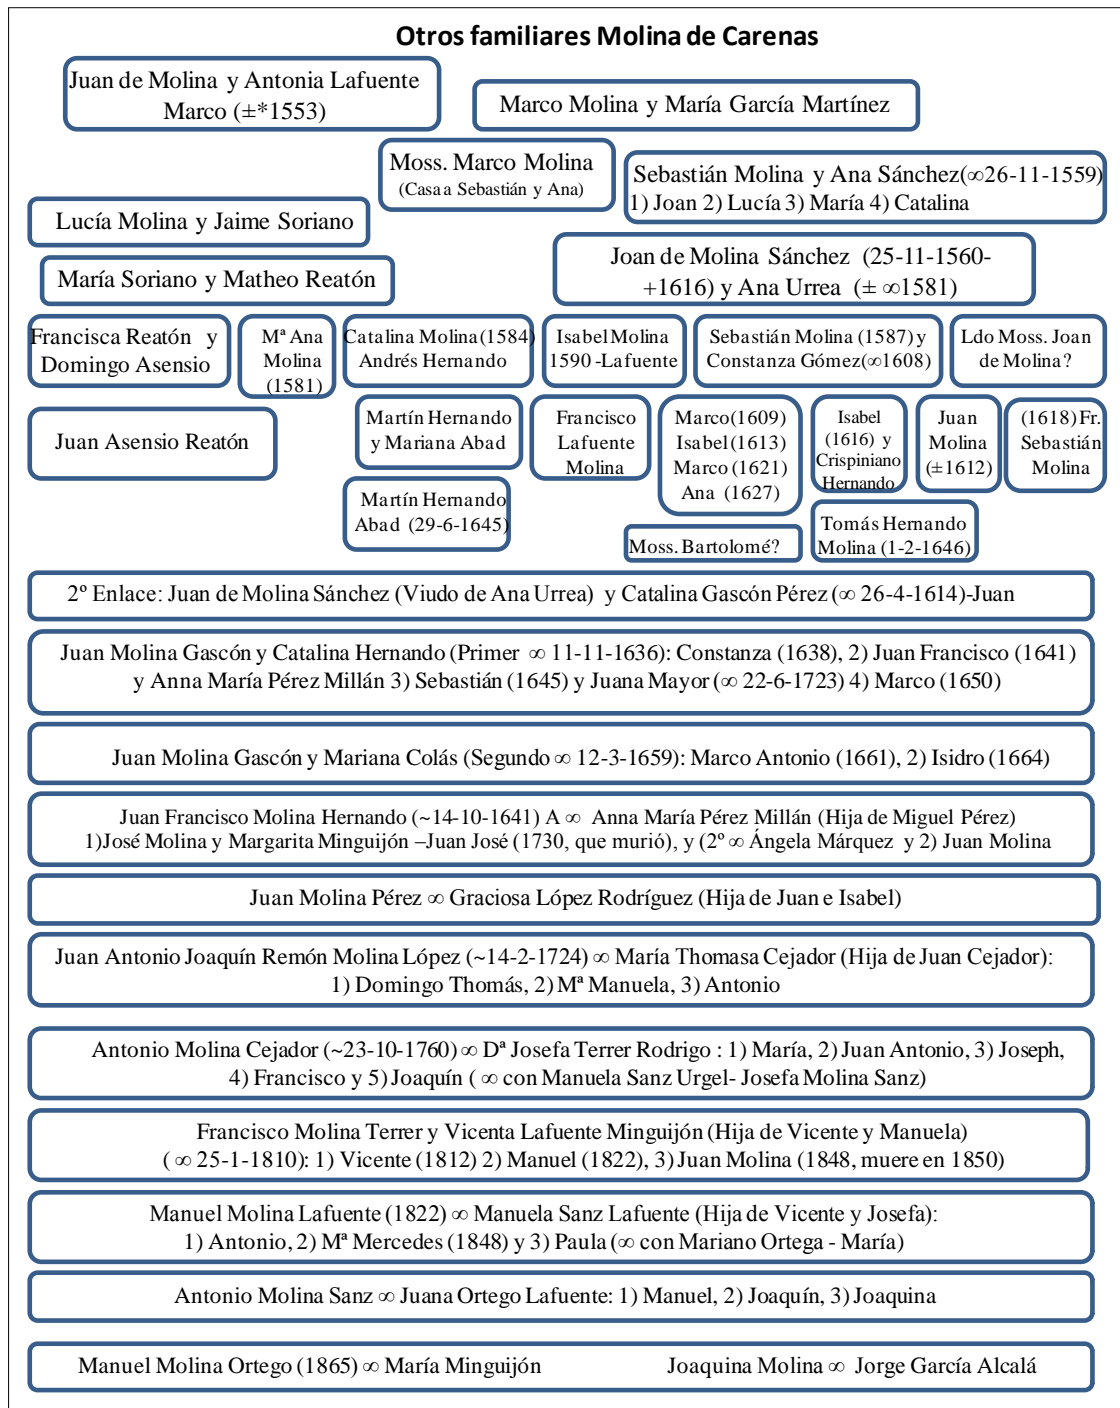 Otros familiares Molina de Carenas
Juan de Molina y Antonia Lafuente
Marco (±*1553)
Marco Molina y María García Martínez
Moss. Marco Molina
(Casa a Sebastián y Ana)
Sebastián Molina y Ana Sánchez(∞26-11-1559)
1) Joan 2) Lucía 3) María 4) Catalina
Lucía Molina y Jaime Soriano
Joan de Molina Sánchez (25-11-1560-
+1616) y Ana Urrea (± ∞1581)
María Soriano y Matheo Reatón
Francisca Reatón y
Domingo Asensio
Mª Ana
Molina
(1581)
Catalina Molina (1584)
Andrés Hernando
Isabel Molina
1590 -Lafuente
Sebastián Molina (1587) y
Constanza Gómez(∞1608)
Ldo Moss. Joan
de Molina?
Juan Asensio Reatón
Martín Hernando
y Mariana Abad
Francisco
Lafuente
Molina
Marco(1609)
Isabel(1613)
Marco (1621)
Ana (1627)
Isabel
(1616) y
Crispiniano
Hernando
Juan
Molina
(±1612)
(1618) Fr.
Sebastián
Molina
Martín Hernando
Abad (29-6-1645)
Moss. Bartolomé?
Tomás Hernando
Molina (1-2-1646)
2º Enlace: Juan de Molina Sánchez (Viudo de Ana Urrea) y Catalina Gascón Pérez (∞ 26-4-1614)-Juan
Juan Molina Gascón y Catalina Hernando (Primer ∞ 11-11-1636): Constanza (1638), 2) Juan Francisco (1641)
y Anna María Pérez Millán 3) Sebastián (1645) y Juana Mayor (∞ 22-6-1723) 4) Marco (1650)
Juan Molina Gascón y Mariana Colás (Segundo ∞ 12-3-1659): Marco Antonio (1661), 2) Isidro (1664)
Juan Francisco Molina Hernando (~14-10-1641) A ∞ Anna María Pérez Millán (Hija de Miguel Pérez)
1)José Molina y Margarita Minguijón –Juan José (1730, que murió), y (2º ∞ Ángela Márquez y 2) Juan Molina
Juan Molina Pérez ∞ Graciosa López Rodríguez (Hija de Juan e Isabel)
Juan Antonio Joaquín Remón Molina López (~14-2-1724) ∞ María Thomasa Cejador (Hija de Juan Cejador):
1) Domingo Thomás, 2) Mª Manuela, 3) Antonio
Antonio Molina Cejador (~23-10-1760) ∞ Dª Josefa Terrer Rodrigo : 1) María, 2) Juan Antonio, 3) Joseph,
4) Francisco y 5) Joaquín ( ∞ con Manuela Sanz Urgel- Josefa Molina Sanz)
Francisco Molina Terrer y Vicenta Lafuente Minguijón (Hija de Vicente y Manuela)
( ∞ 25-1-1810): 1) Vicente (1812) 2) Manuel (1822), 3) Juan Molina (1848, muere en 1850)
Manuel Molina Lafuente (1822) ∞ Manuela Sanz Lafuente (Hija de Vicente y Josefa):
1) Antonio, 2) Mª Mercedes (1848) y 3) Paula (∞ con Mariano Ortega - María)
Antonio Molina Sanz ∞ Juana Ortego Lafuente: 1) Manuel, 2) Joaquín, 3) Joaquina
Manuel Molina Ortego (1865) ∞ María Minguijón Joaquina Molina ∞ Jorge García Alcalá